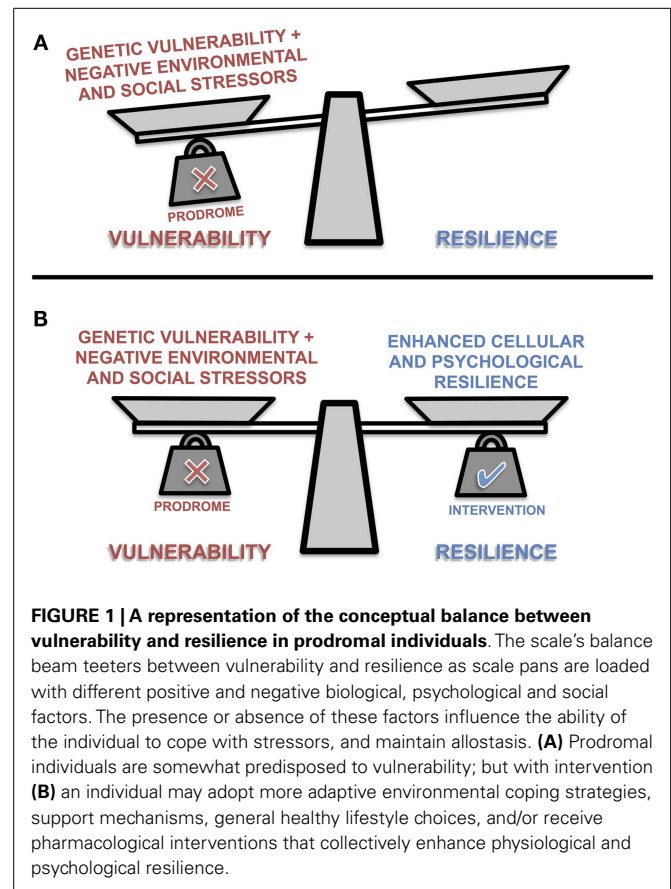 A
GENETIC VULNERABILITY +
NEGATIVE ENVIRONMENTAL
AND SOCIAL STRESSORS
PRODROME
VULNERABILITY
RESILIENCE
B
GENETIC VULNERABILITY +
NEGATIVE ENVIRONMENTAL
AND SOCIAL STRESSORS
ENHANCED CELLULAR
AND PSYCHOLOGICAL
RESILIENCE
PRODROME
INTERVENTION
VULNERABILITY
RESILIENCE
FIGURE 1 | A representation of the conceptual balance between
vulnerability and resilience in prodromal individuals. The scale's balance
beam teeters between vulnerability and resilience as scale pans are loaded
with different positive and negative biological, psychological and social
factors. The presence or absence of these factors influence the ability of
the individual to cope with stressors, and maintain allostasis. (A) Prodromal
individuals are somewhat predisposed to vulnerability; but with intervention
(B) an individual may adopt more adaptive environmental coping strategies,
support mechanisms, general healthy lifestyle choices, and/or receive
pharmacological interventions that collectively enhance physiological and
psychological resilience.